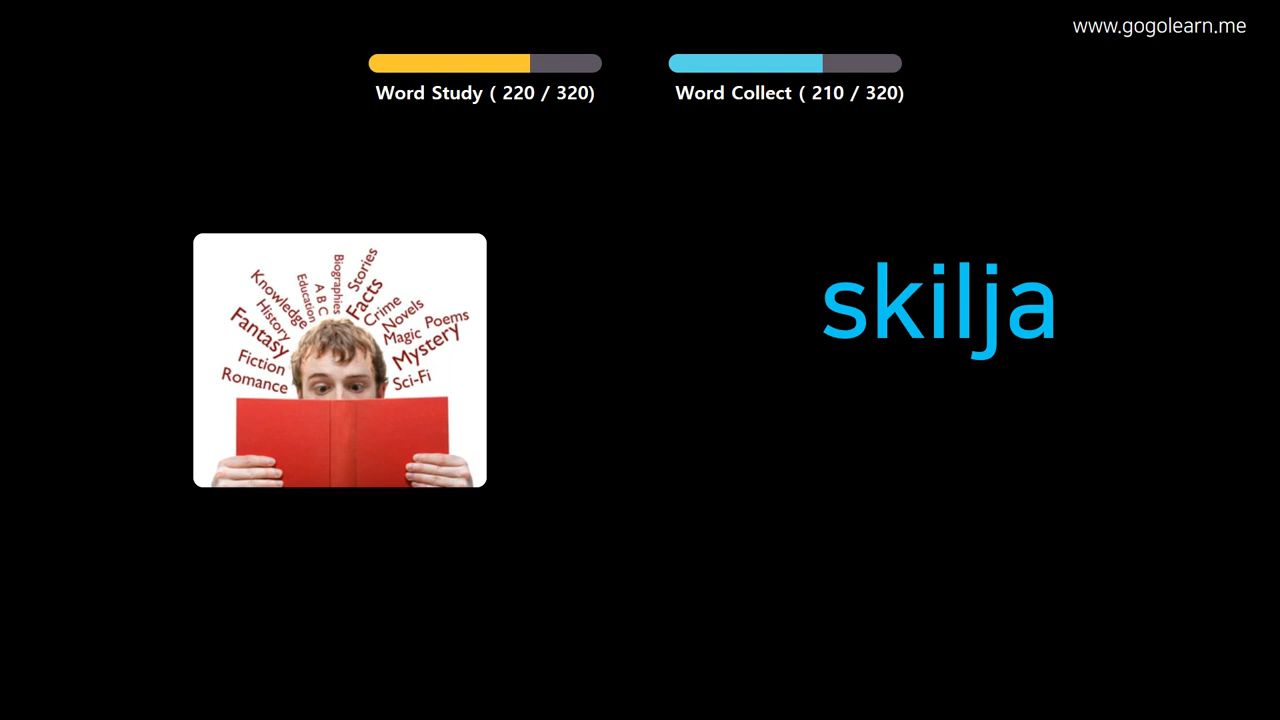 www.gogolearn.me
Word Study ( 220 / 320)
Word Collect ( 210 / 320)
skilja
Knowledge
History
Fantasy
Fiction
Romance
Education
A B C
Biographies
Stories
Facts
Crime
Novels
Magic
Poems
Mystery
Sci-Fi